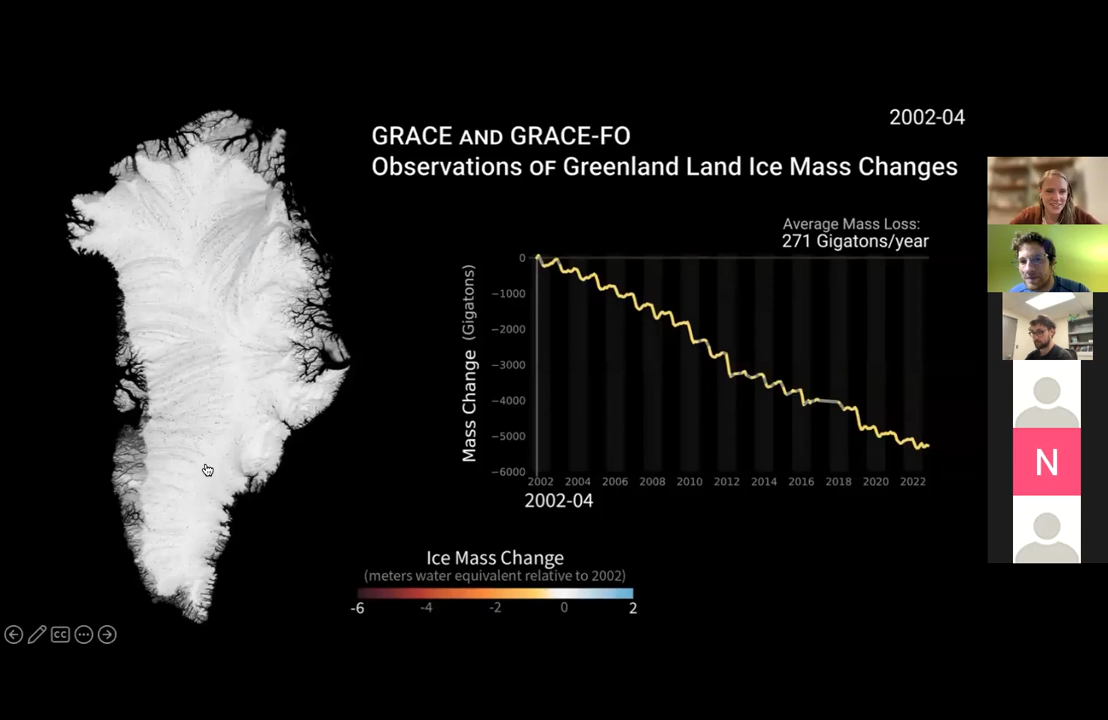 2002-04
GRACE AND GRACE-FO
Observations OF Greenland Land Ice Mass Changes
Average Mass Loss:
271 Gigatons/year
Mass Change (Gigatons)
0
−1000
−2000
−3000
−4000
−5000
−6000
2002 2004 2006 2008 2010 2012 2014 2016 2018 2020 2022
2002-04
Ice Mass Change
(meters water equivalent relative to 2002)
-6 -4 -2 0 2
N
CC